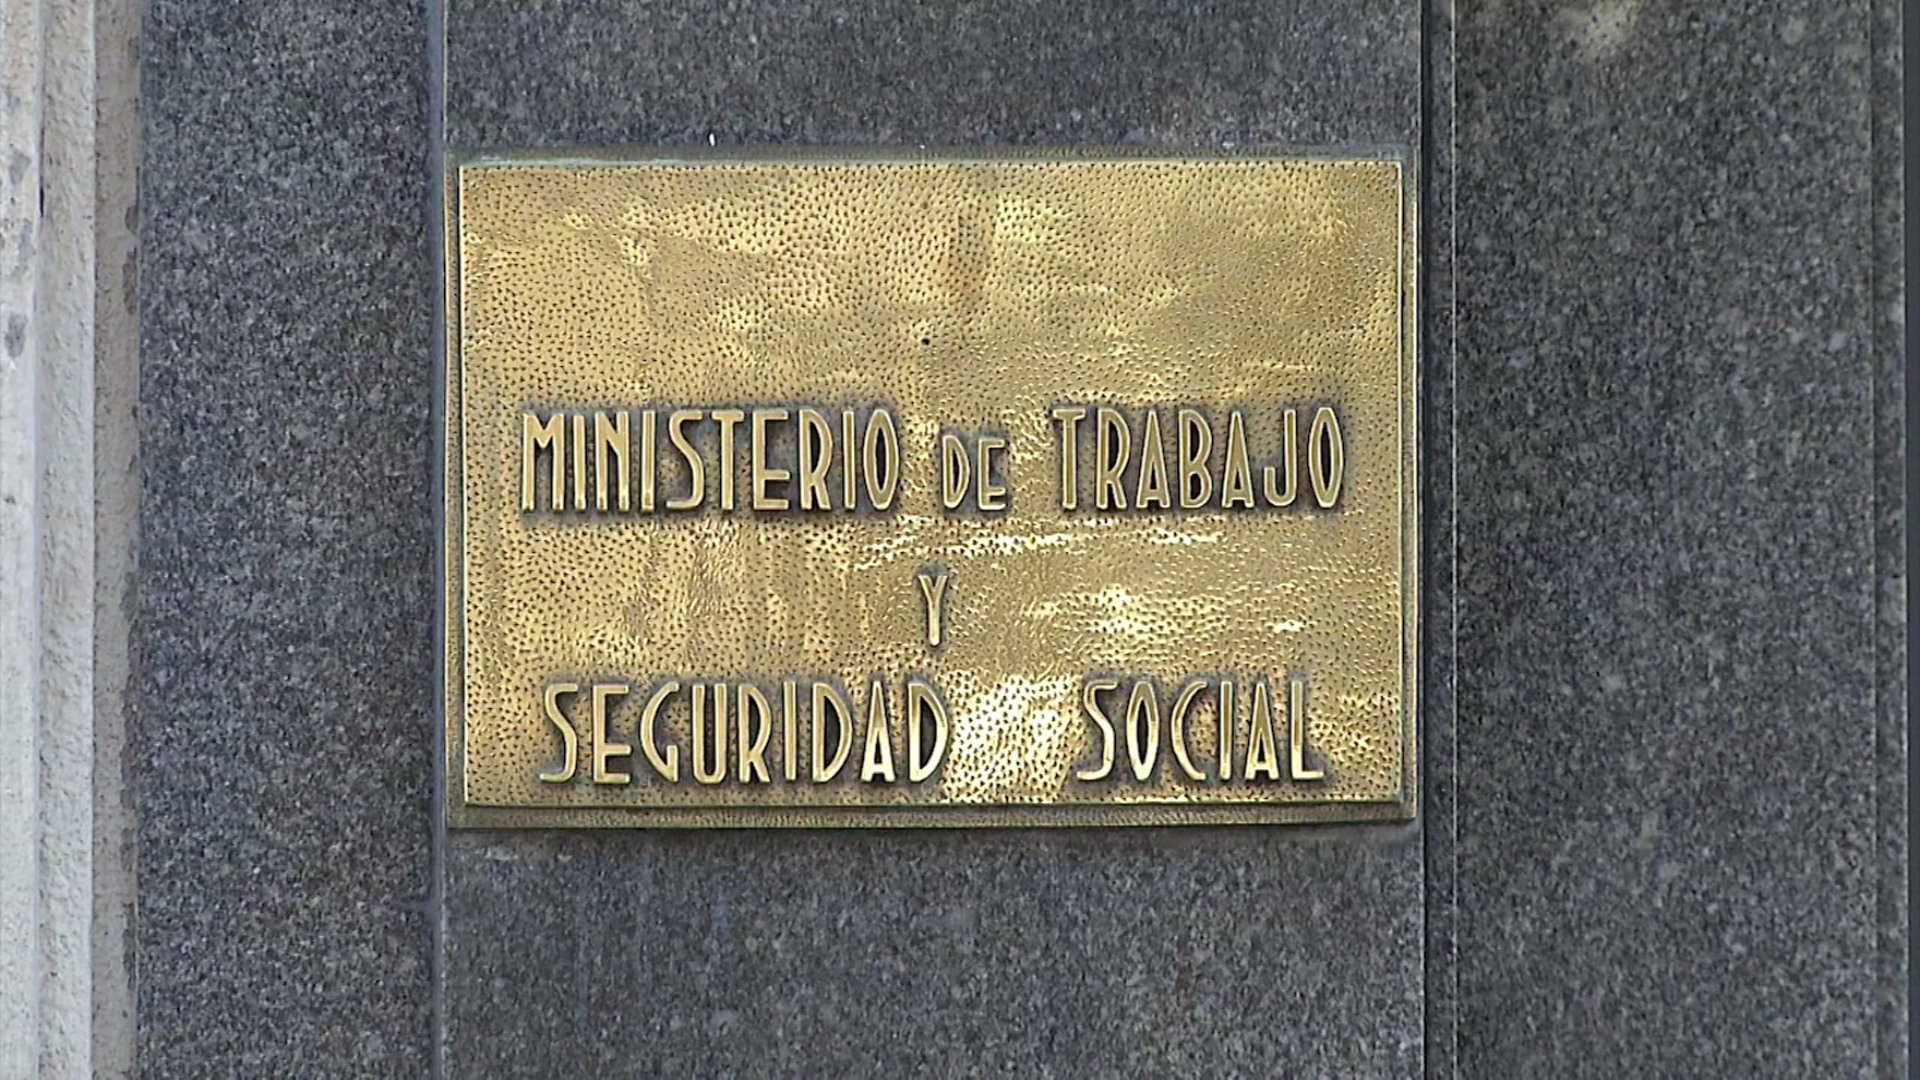 MINISTERIO DE TRABAJO
Y
SEGURIDAD SOCIAL